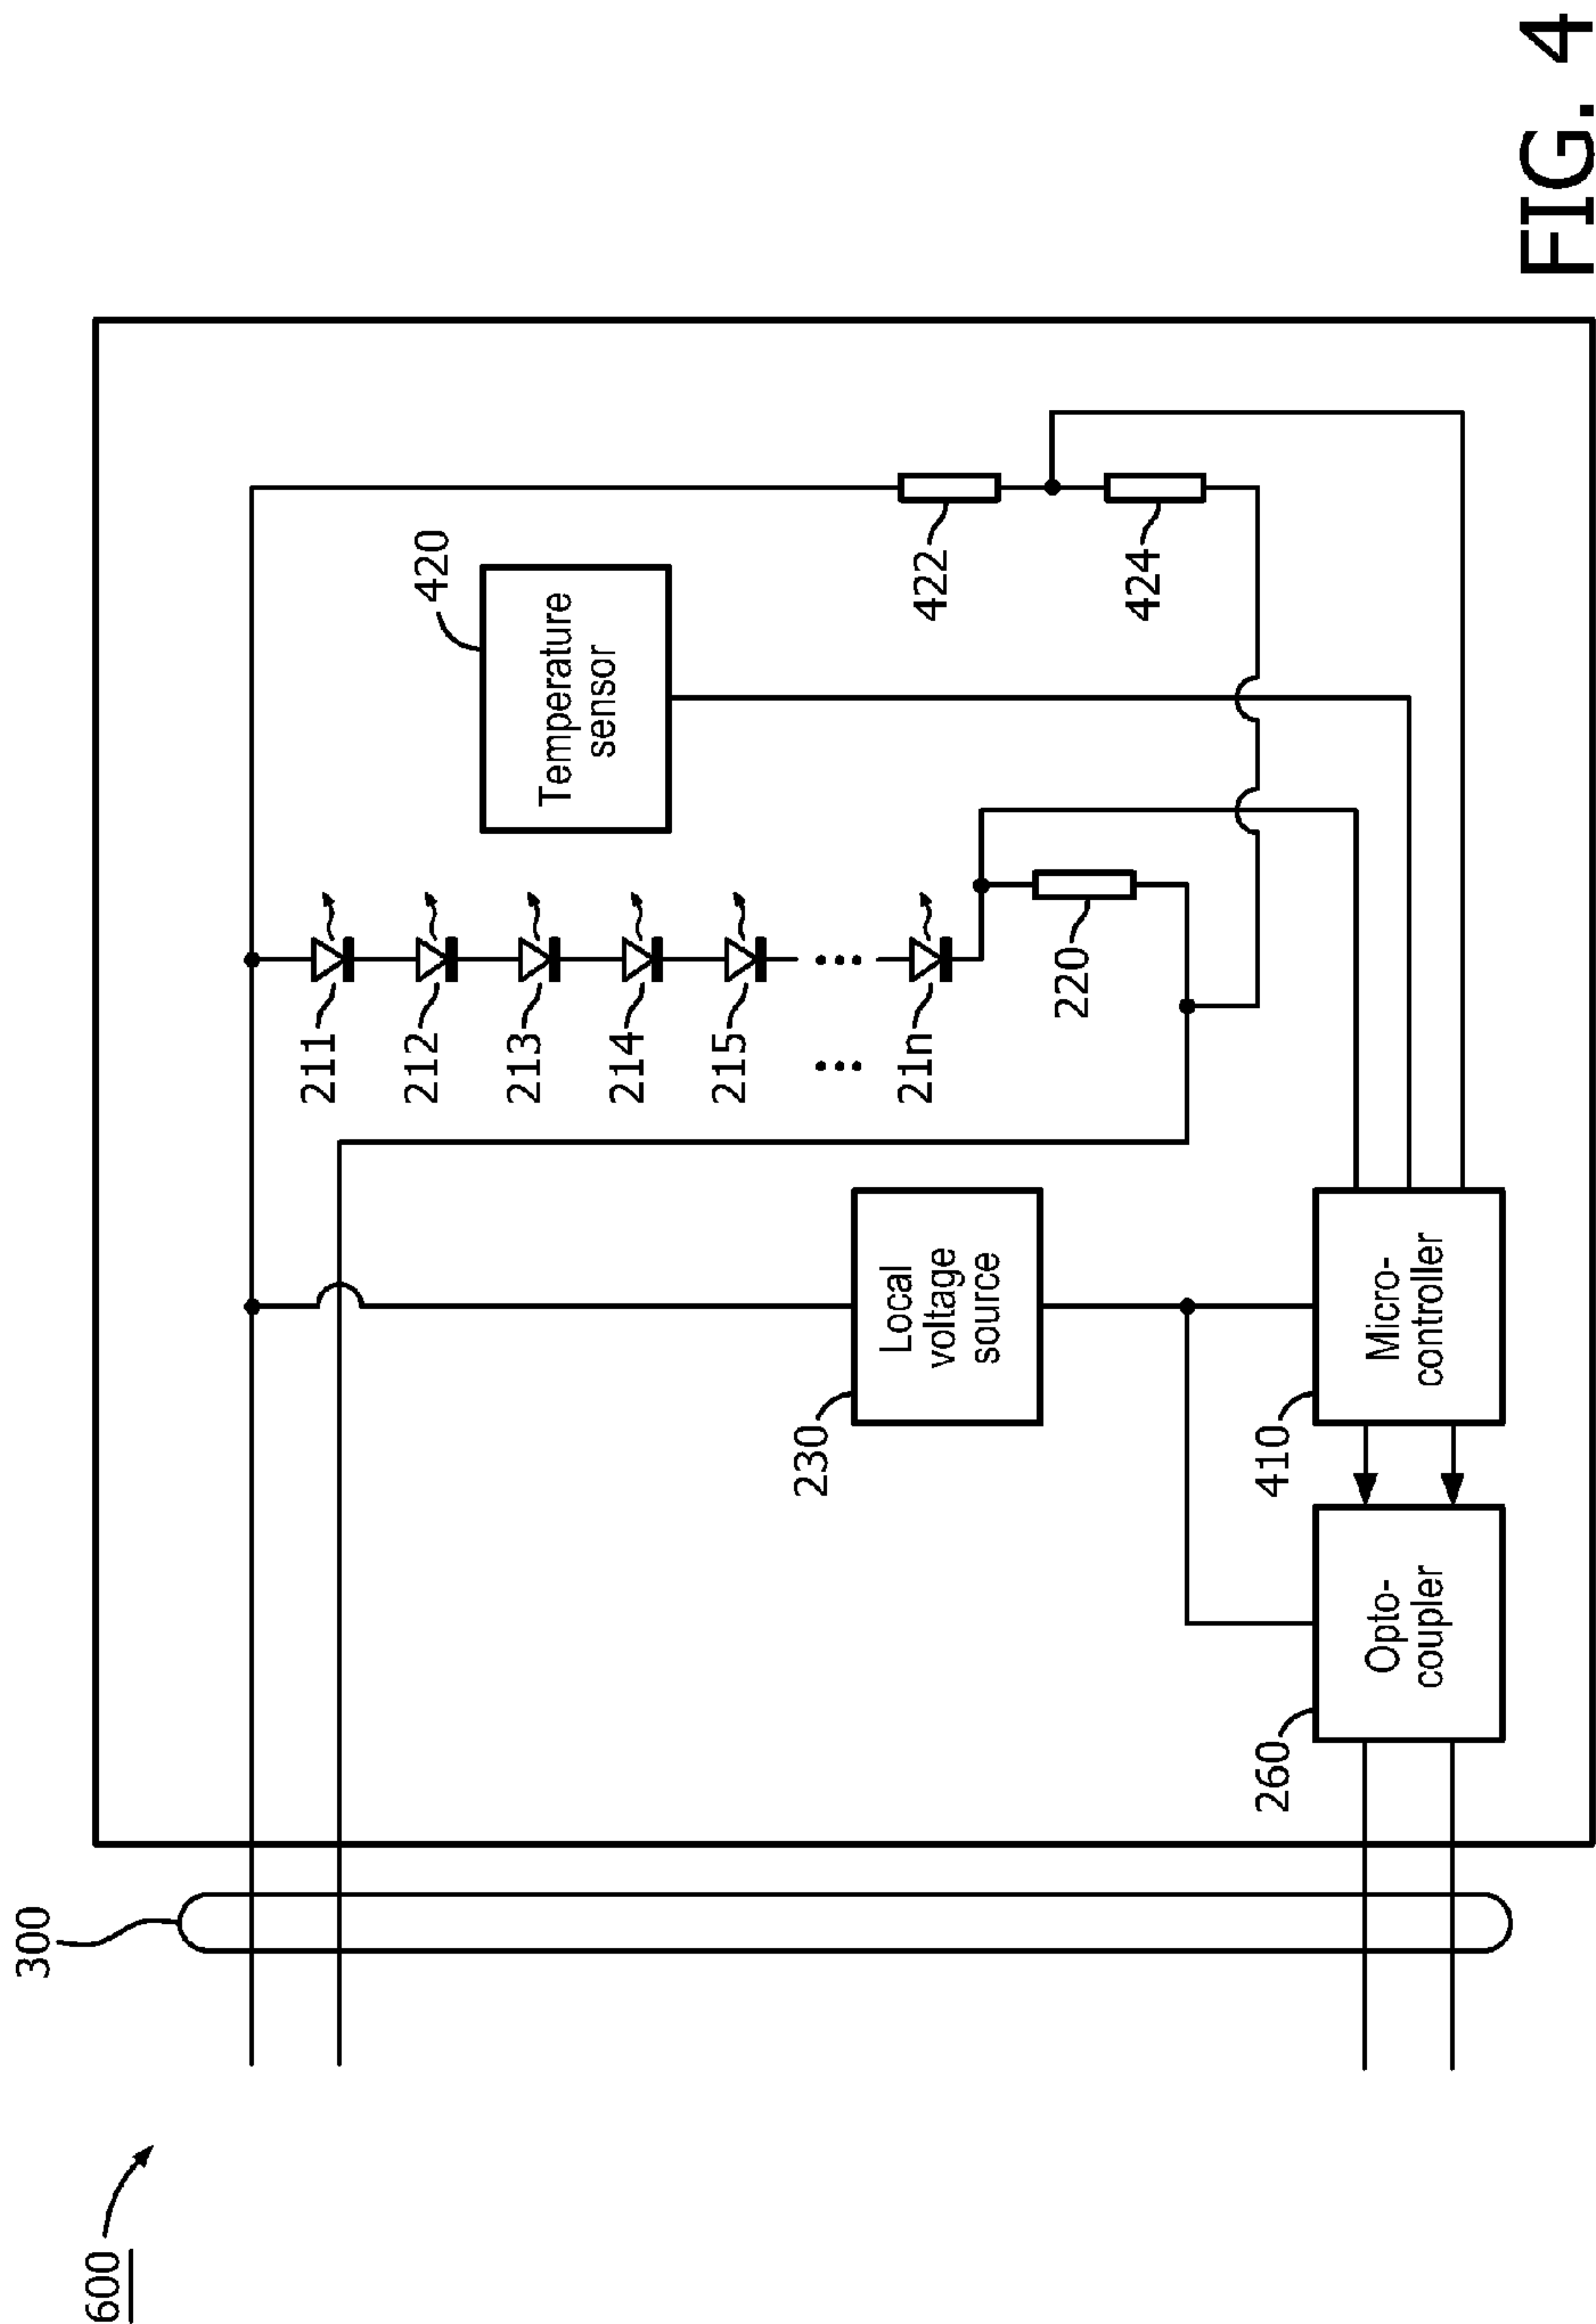 600
300
211
212
213
214
215
21n
420
Temperature
sensor
422
424
220
230
Local
voltage
source
410
Micro-
controller
260
Opto-
coupler
FIG. 4